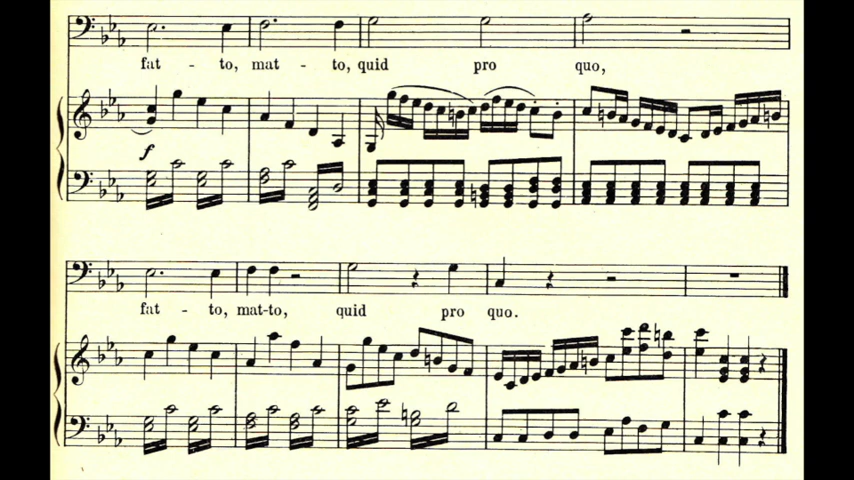 fat - to, mat - to, quid pro quo,
f
fat - to, mat-to, quid pro quo.